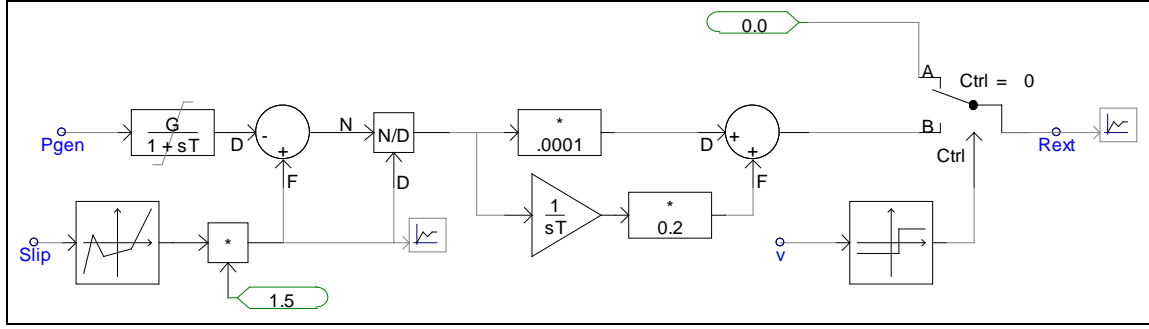 0.0
A
Ctrl = 0
Pgen
G
1 + sT
D
-
+
F
N
N/D
D
*
.0001
D
+
+
F
B
Ctrl
Rext
Slip
*
1.5
1
sT
*
0.2
v